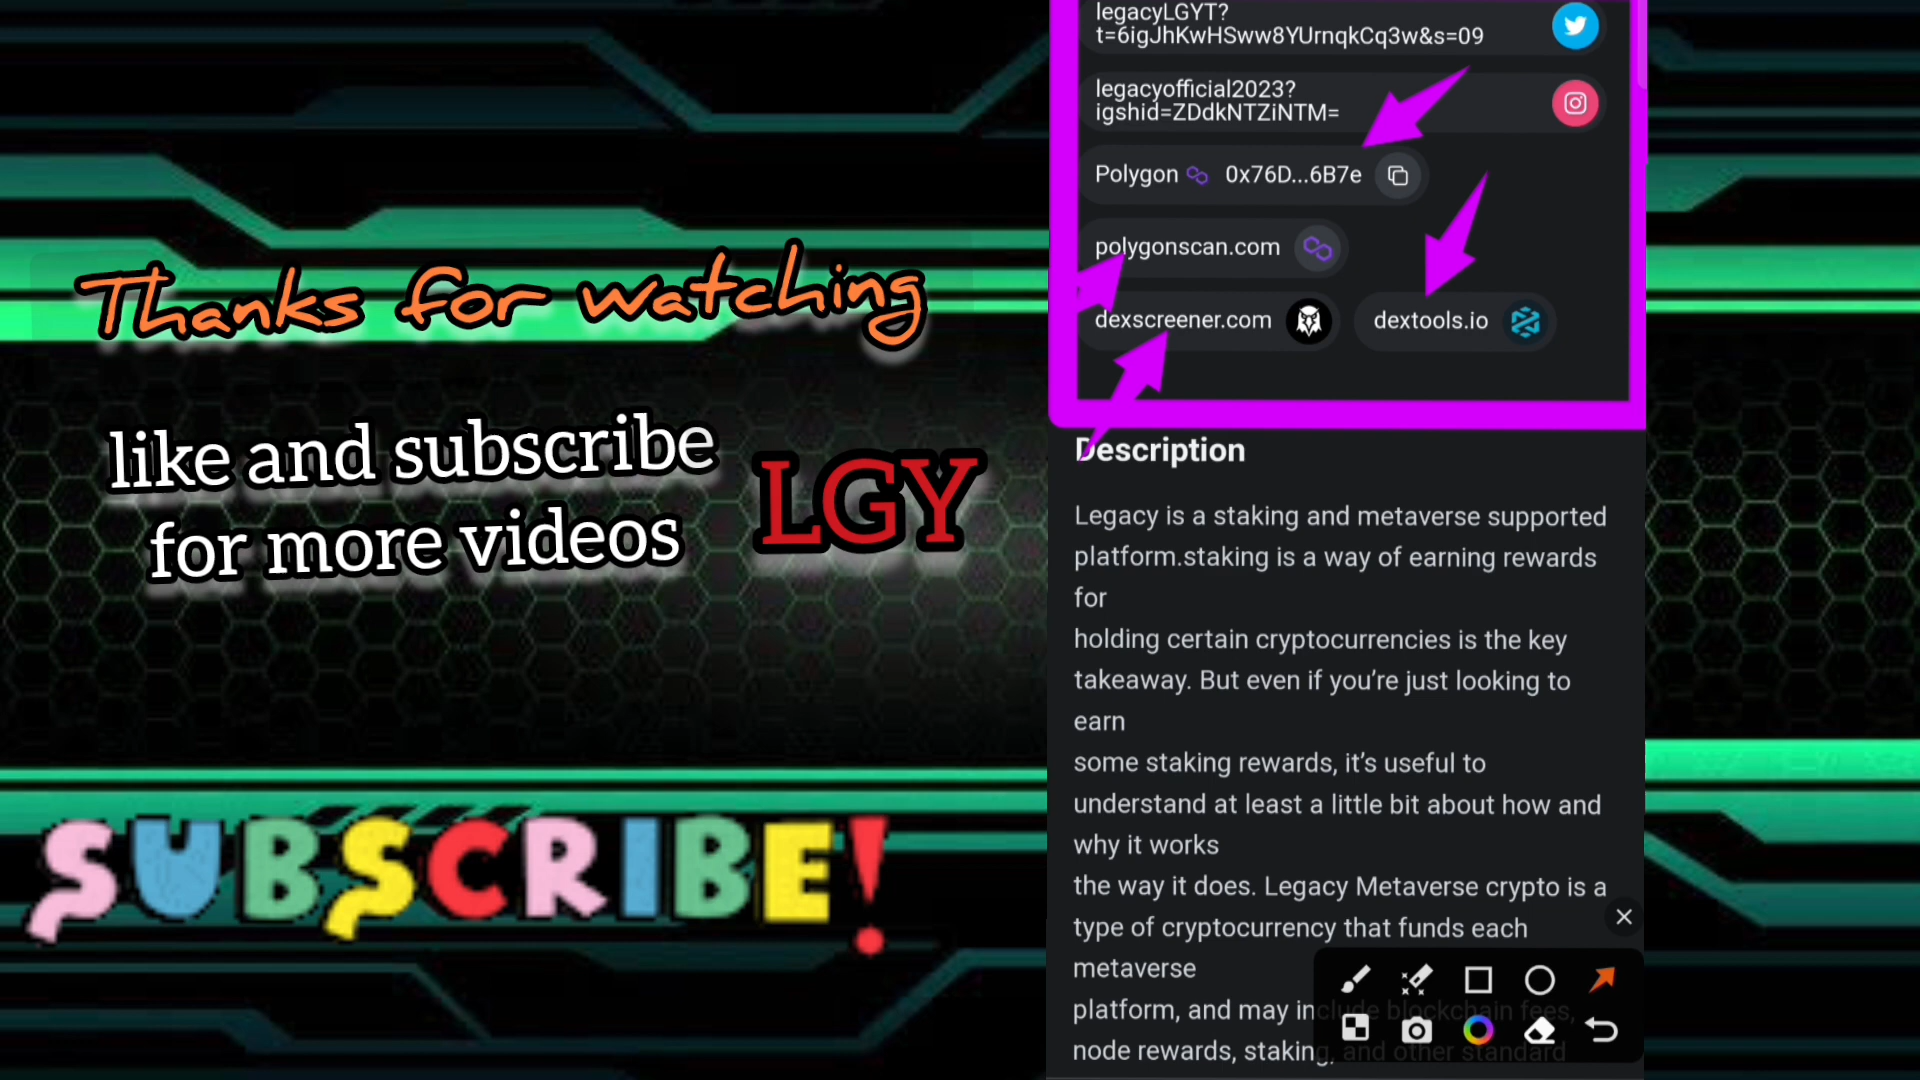 Thanks for watching
like and subscribe
for more videos
LGY
SUBSCRIBE!
legacyLGYT?
t=6igJhKwHSww8YUrnqkCq3w&s=09
legacyofficial2023?
igshid=ZDdkNTZiNTM=
Polygon 0x76D...6B7e
polygonscan.com
dexscreener.com dextools.io
Description
Legacy is a staking and metaverse supported
platform.staking is a way of earning rewards
for
holding certain cryptocurrencies is the key
takeaway. But even if you’re just looking to
earn
some staking rewards, it’s useful to
understand at least a little bit about how and
why it works
the way it does. Legacy Metaverse crypto is a
type of cryptocurrency that funds each
metaverse
platform, and may include blockchain fees,
node rewards, staking, and other standard